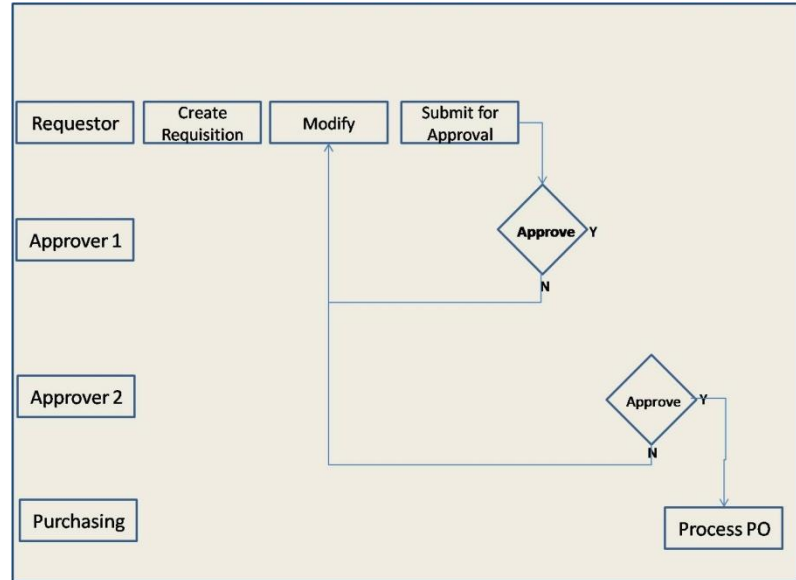 Requestor
Create
Requisition
Modify
Submit for
Approval
Approver 1
Approve
Y
N
Approver 2
Approve
Y
N
Purchasing
Process PO